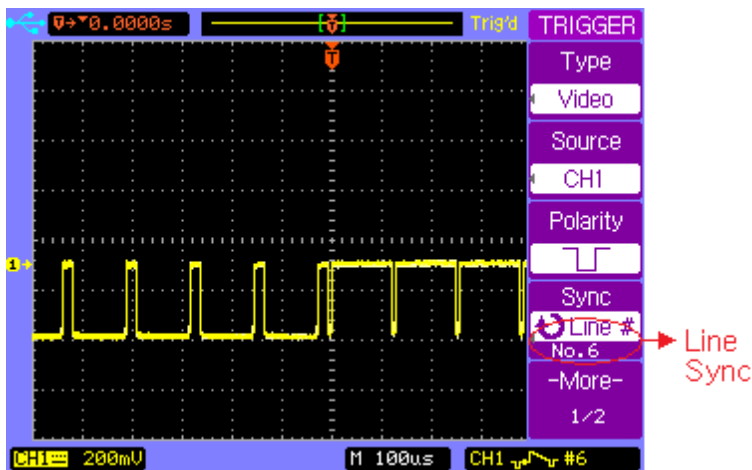 0.0000s
T
Trig'd
TRIGGER
T
Type
Video
Source
CH1
Polarity
1
Sync
Line #
No.6
Line
Sync
-More-
1/2
CH1 200mV
M 100us
CH1 #6